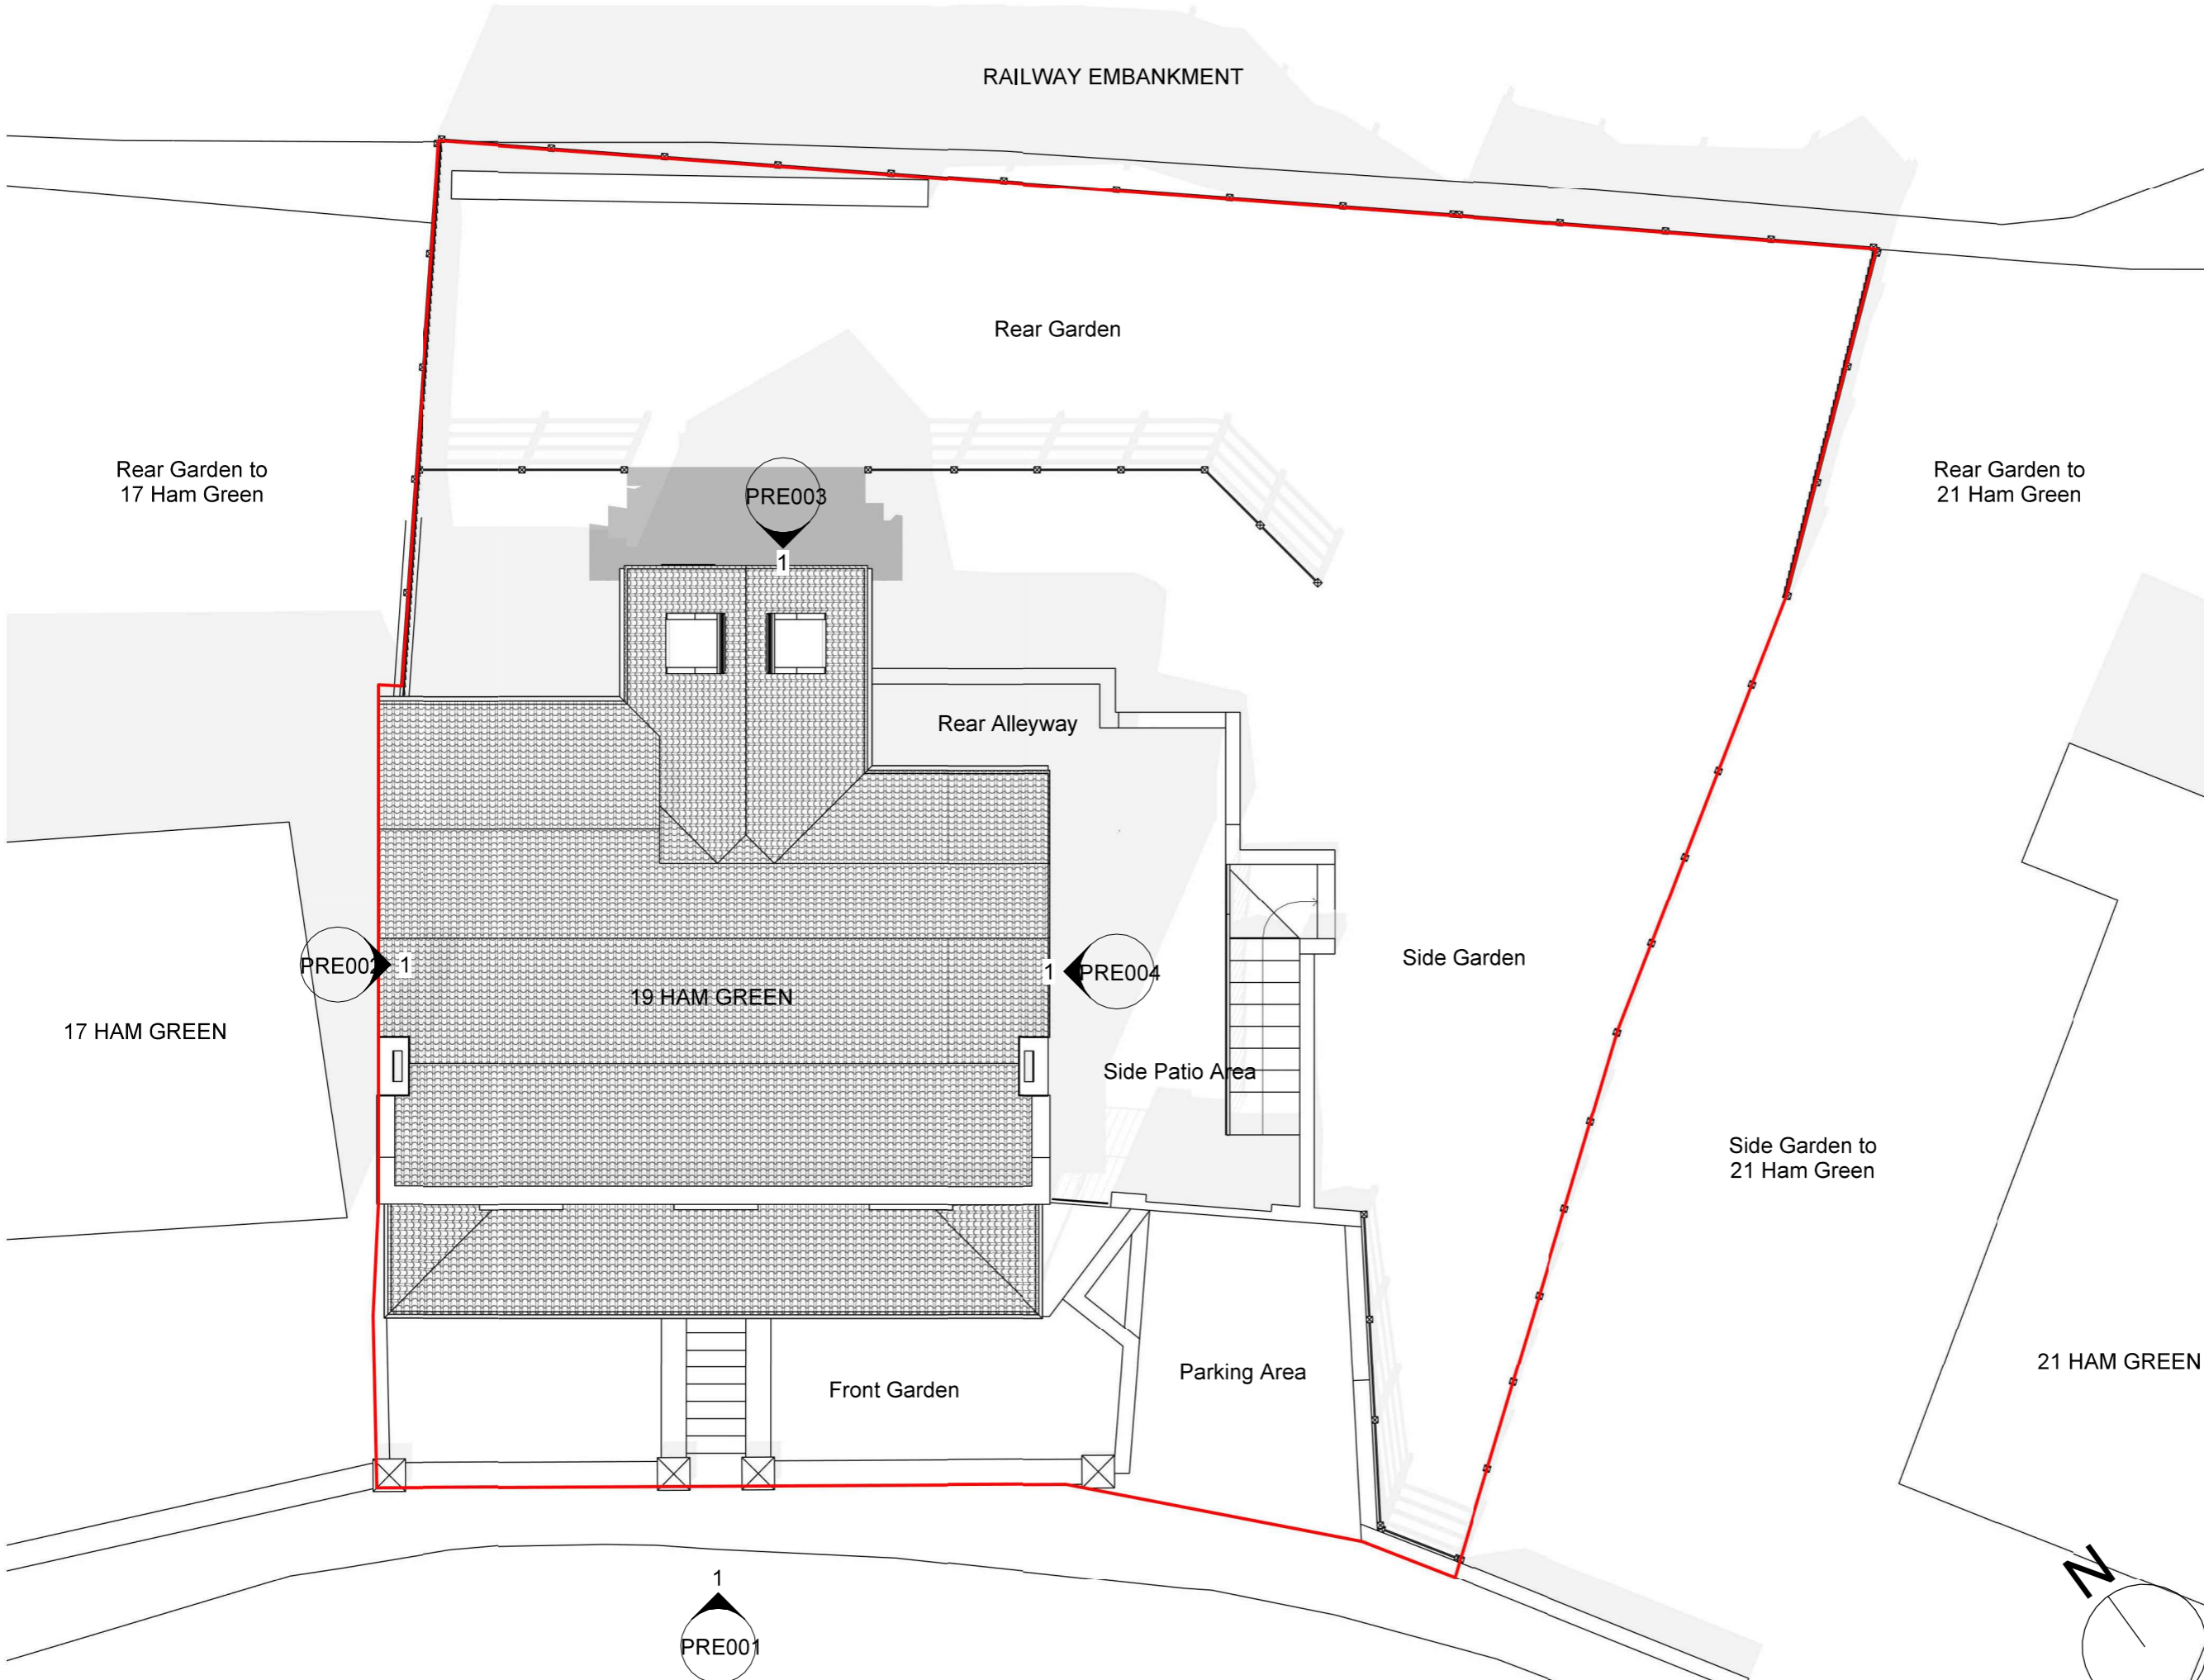 RAILWAY EMBANKMENT
Rear Garden
Rear Garden to
17 Ham Green
PRE003
1
Rear Garden to
21 Ham Green
Rear Alleyway
PRE002
1
19 HAM GREEN
1
PRE004
Side Garden
17 HAM GREEN
Side Patio Area
Side Garden to
21 Ham Green
Front Garden
Parking Area
21 HAM GREEN
1
PRE001
N